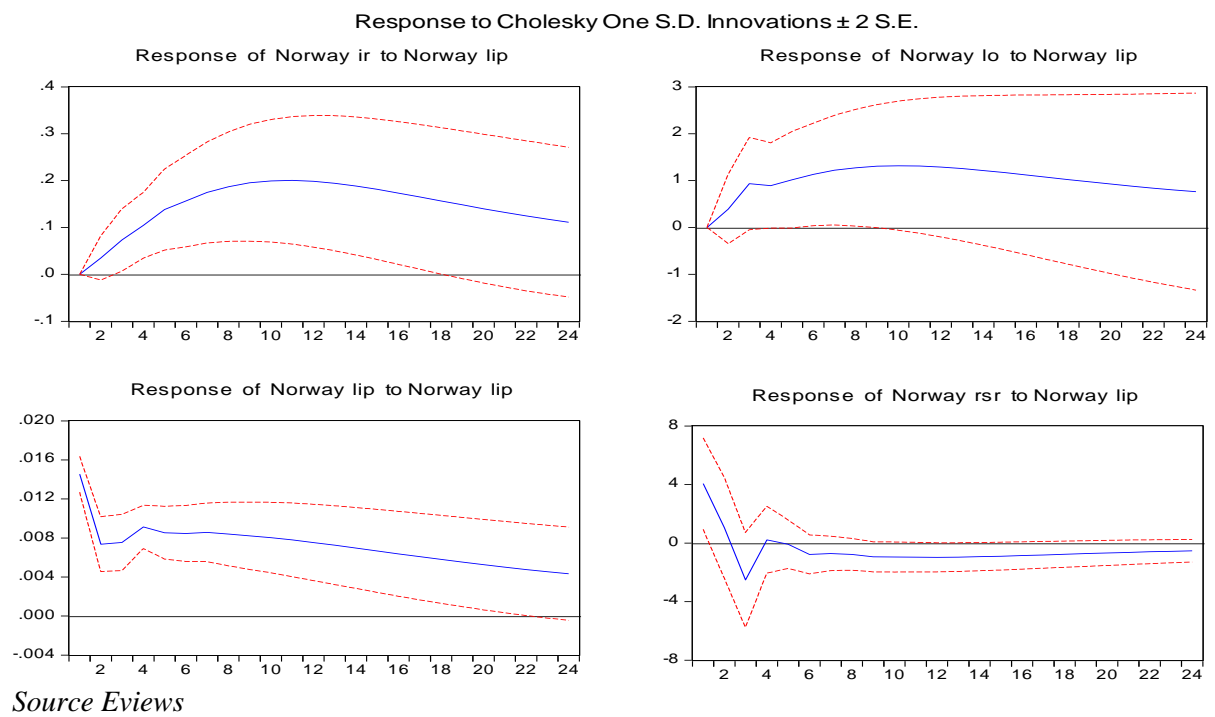 Response to Cholesky One S.D. Innovations ± 2 S.E.
Response of Norway ir to Norway lip
.4
.3
.2
.1
.0
-.1
2 4 6 8 10 12 14 16 18 20 22 24
Response of Norway lo to Norway lip
3
2
1
0
-1
-2
2 4 6 8 10 12 14 16 18 20 22 24
Response of Norway lip to Norway lip
.020
.016
.012
.008
.004
.000
-.004
2 4 6 8 10 12 14 16 18 20 22 24
Response of Norway rsr to Norway lip
8
4
0
-4
-8
2 4 6 8 10 12 14 16 18 20 22 24
Source Eviews